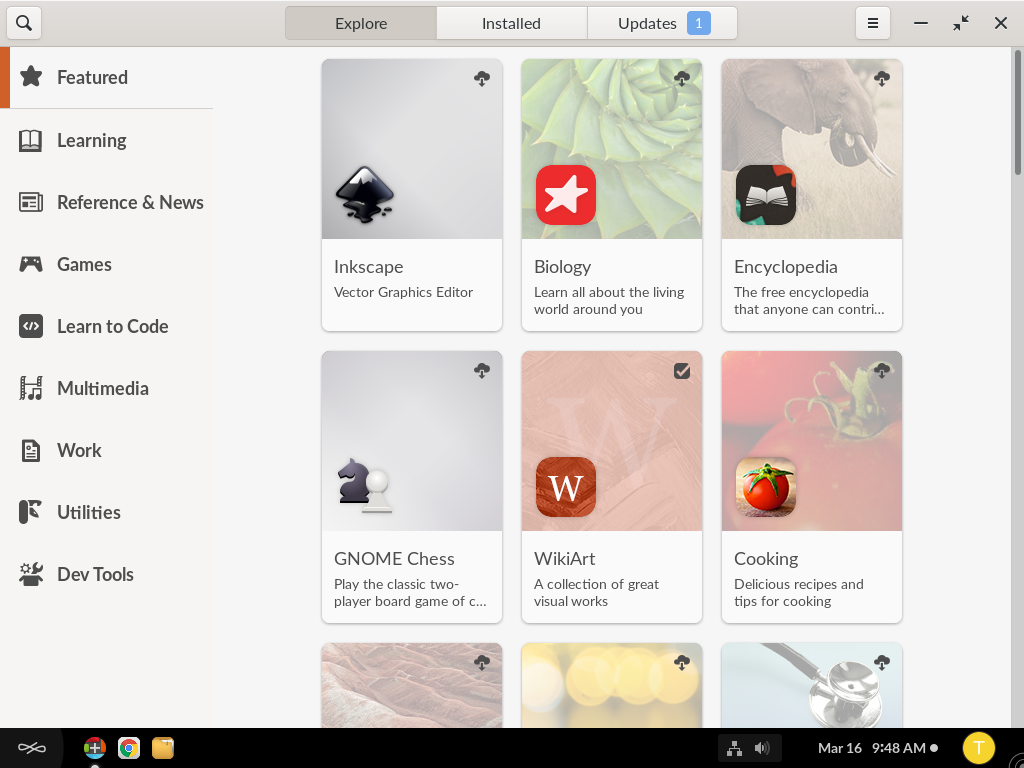 Explore Installed Updates 1
Featured
Learning
Reference & News
Games
Learn to Code
Multimedia
Work
Utilities
Dev Tools
Inkscape
Vector Graphics Editor
Biology
Learn all about the living
world around you
Encyclopedia
The free encyclopedia
that anyone can contri...
GNOME Chess
Play the classic two-
player board game of c...
W
W
WikiArt
A collection of great
visual works
Cooking
Delicious recipes and
tips for cooking
Mar 16 9:48 AM
T